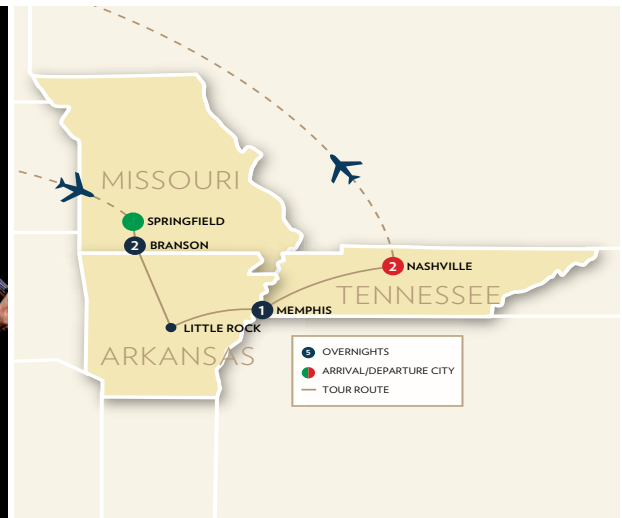 MISSOURI
SPRINGFIELD
2 BRANSON
2 NASHVILLE
TENNESSEE
1 MEMPHIS
LITTLE ROCK
ARKANSAS
5 OVERNIGHTS
ARRIVAL/DEPARTURE CITY
TOUR ROUTE